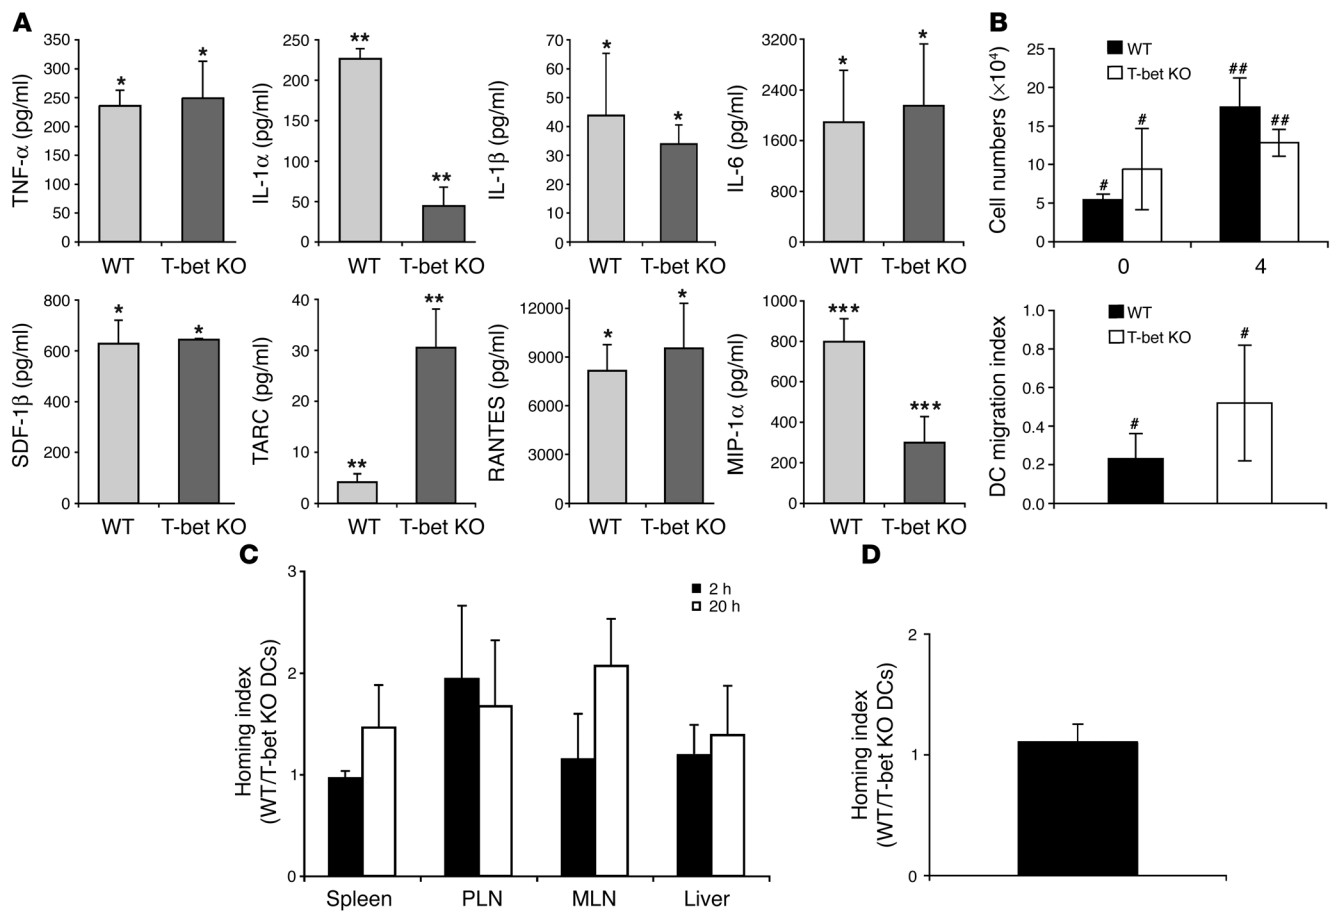 A
TNF-α (pg/ml)
350
300
250
200
150
100
50
0
*
*
WT
T-bet KO
IL-1α (pg/ml)
250
200
150
100
50
0
**
**
WT
T-bet KO
IL-1β (pg/ml)
70
60
50
40
30
20
10
0
*
*
WT
T-bet KO
IL-6 (pg/ml)
3200
2400
1600
800
0
*
*
WT
T-bet KO
SDF-1β (pg/ml)
800
600
400
200
0
*
*
WT
T-bet KO
TARC (pg/ml)
40
30
20
10
0
**
**
WT
T-bet KO
RANTES (pg/ml)
12000
9000
6000
3000
0
*
*
WT
T-bet KO
MIP-1α (pg/ml)
1000
800
600
400
200
0
***
***
WT
T-bet KO
B
Cell numbers (×10⁴)
25
20
15
10
5
0
WT
T-bet KO
#
#
##
##
0
4
DC migration index
1.0
0.8
0.6
0.4
0.2
0.0
WT
T-bet KO
#
#
C
Homing index
(WT/T-bet KO DCs)
3
2
1
0
2 h
20 h
Spleen
PLN
MLN
Liver
D
Homing index
(WT/T-bet KO DCs)
2
1
0